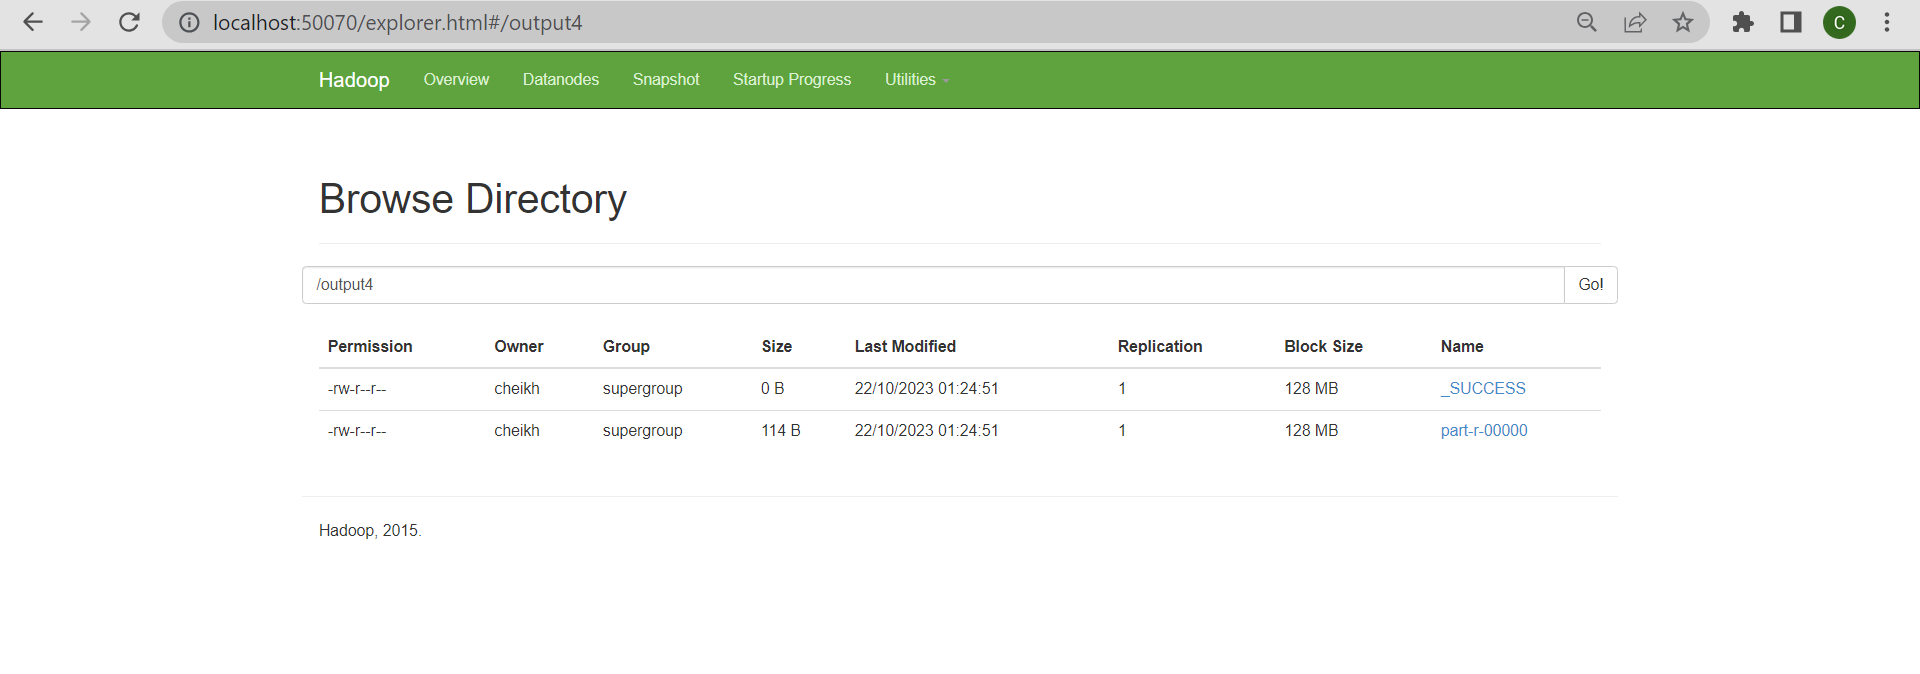 localhost:50070/explorer.html#/output4
C
Hadoop Overview Datanodes Snapshot Startup Progress Utilities
Browse Directory
/output4 Go!
Permission Owner Group Size Last Modified Replication Block Size Name
-rw-r--r-- cheikh supergroup 0 B 22/10/2023 01:24:51 1 128 MB _SUCCESS
-rw-r--r-- cheikh supergroup 114 B 22/10/2023 01:24:51 1 128 MB part-r-00000
Hadoop, 2015.